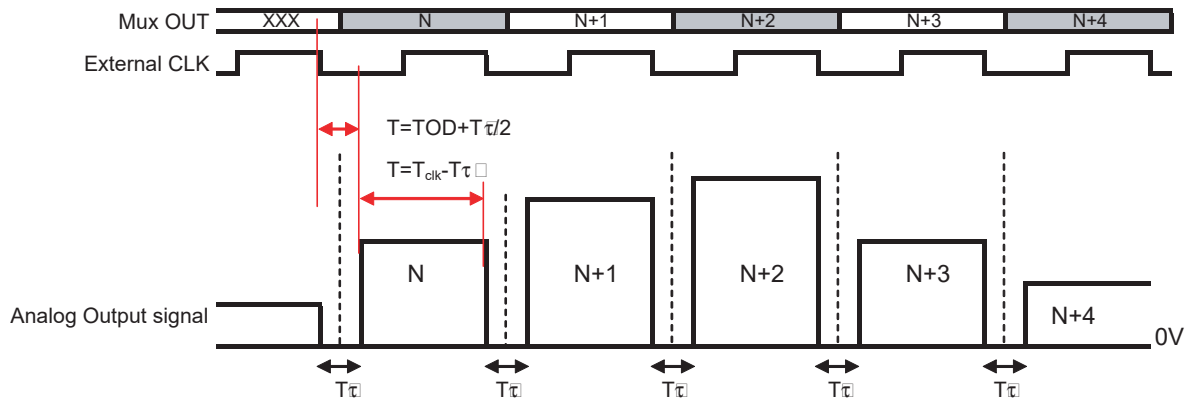 Mux OUT XXX N N+1 N+2 N+3 N+4
External CLK
T=TOD+Tτ/2
T=Tclk-Tτ
N N+1 N+2 N+3 N+4
Analog Output signal
0V
Tτ Tτ Tτ Tτ Tτ